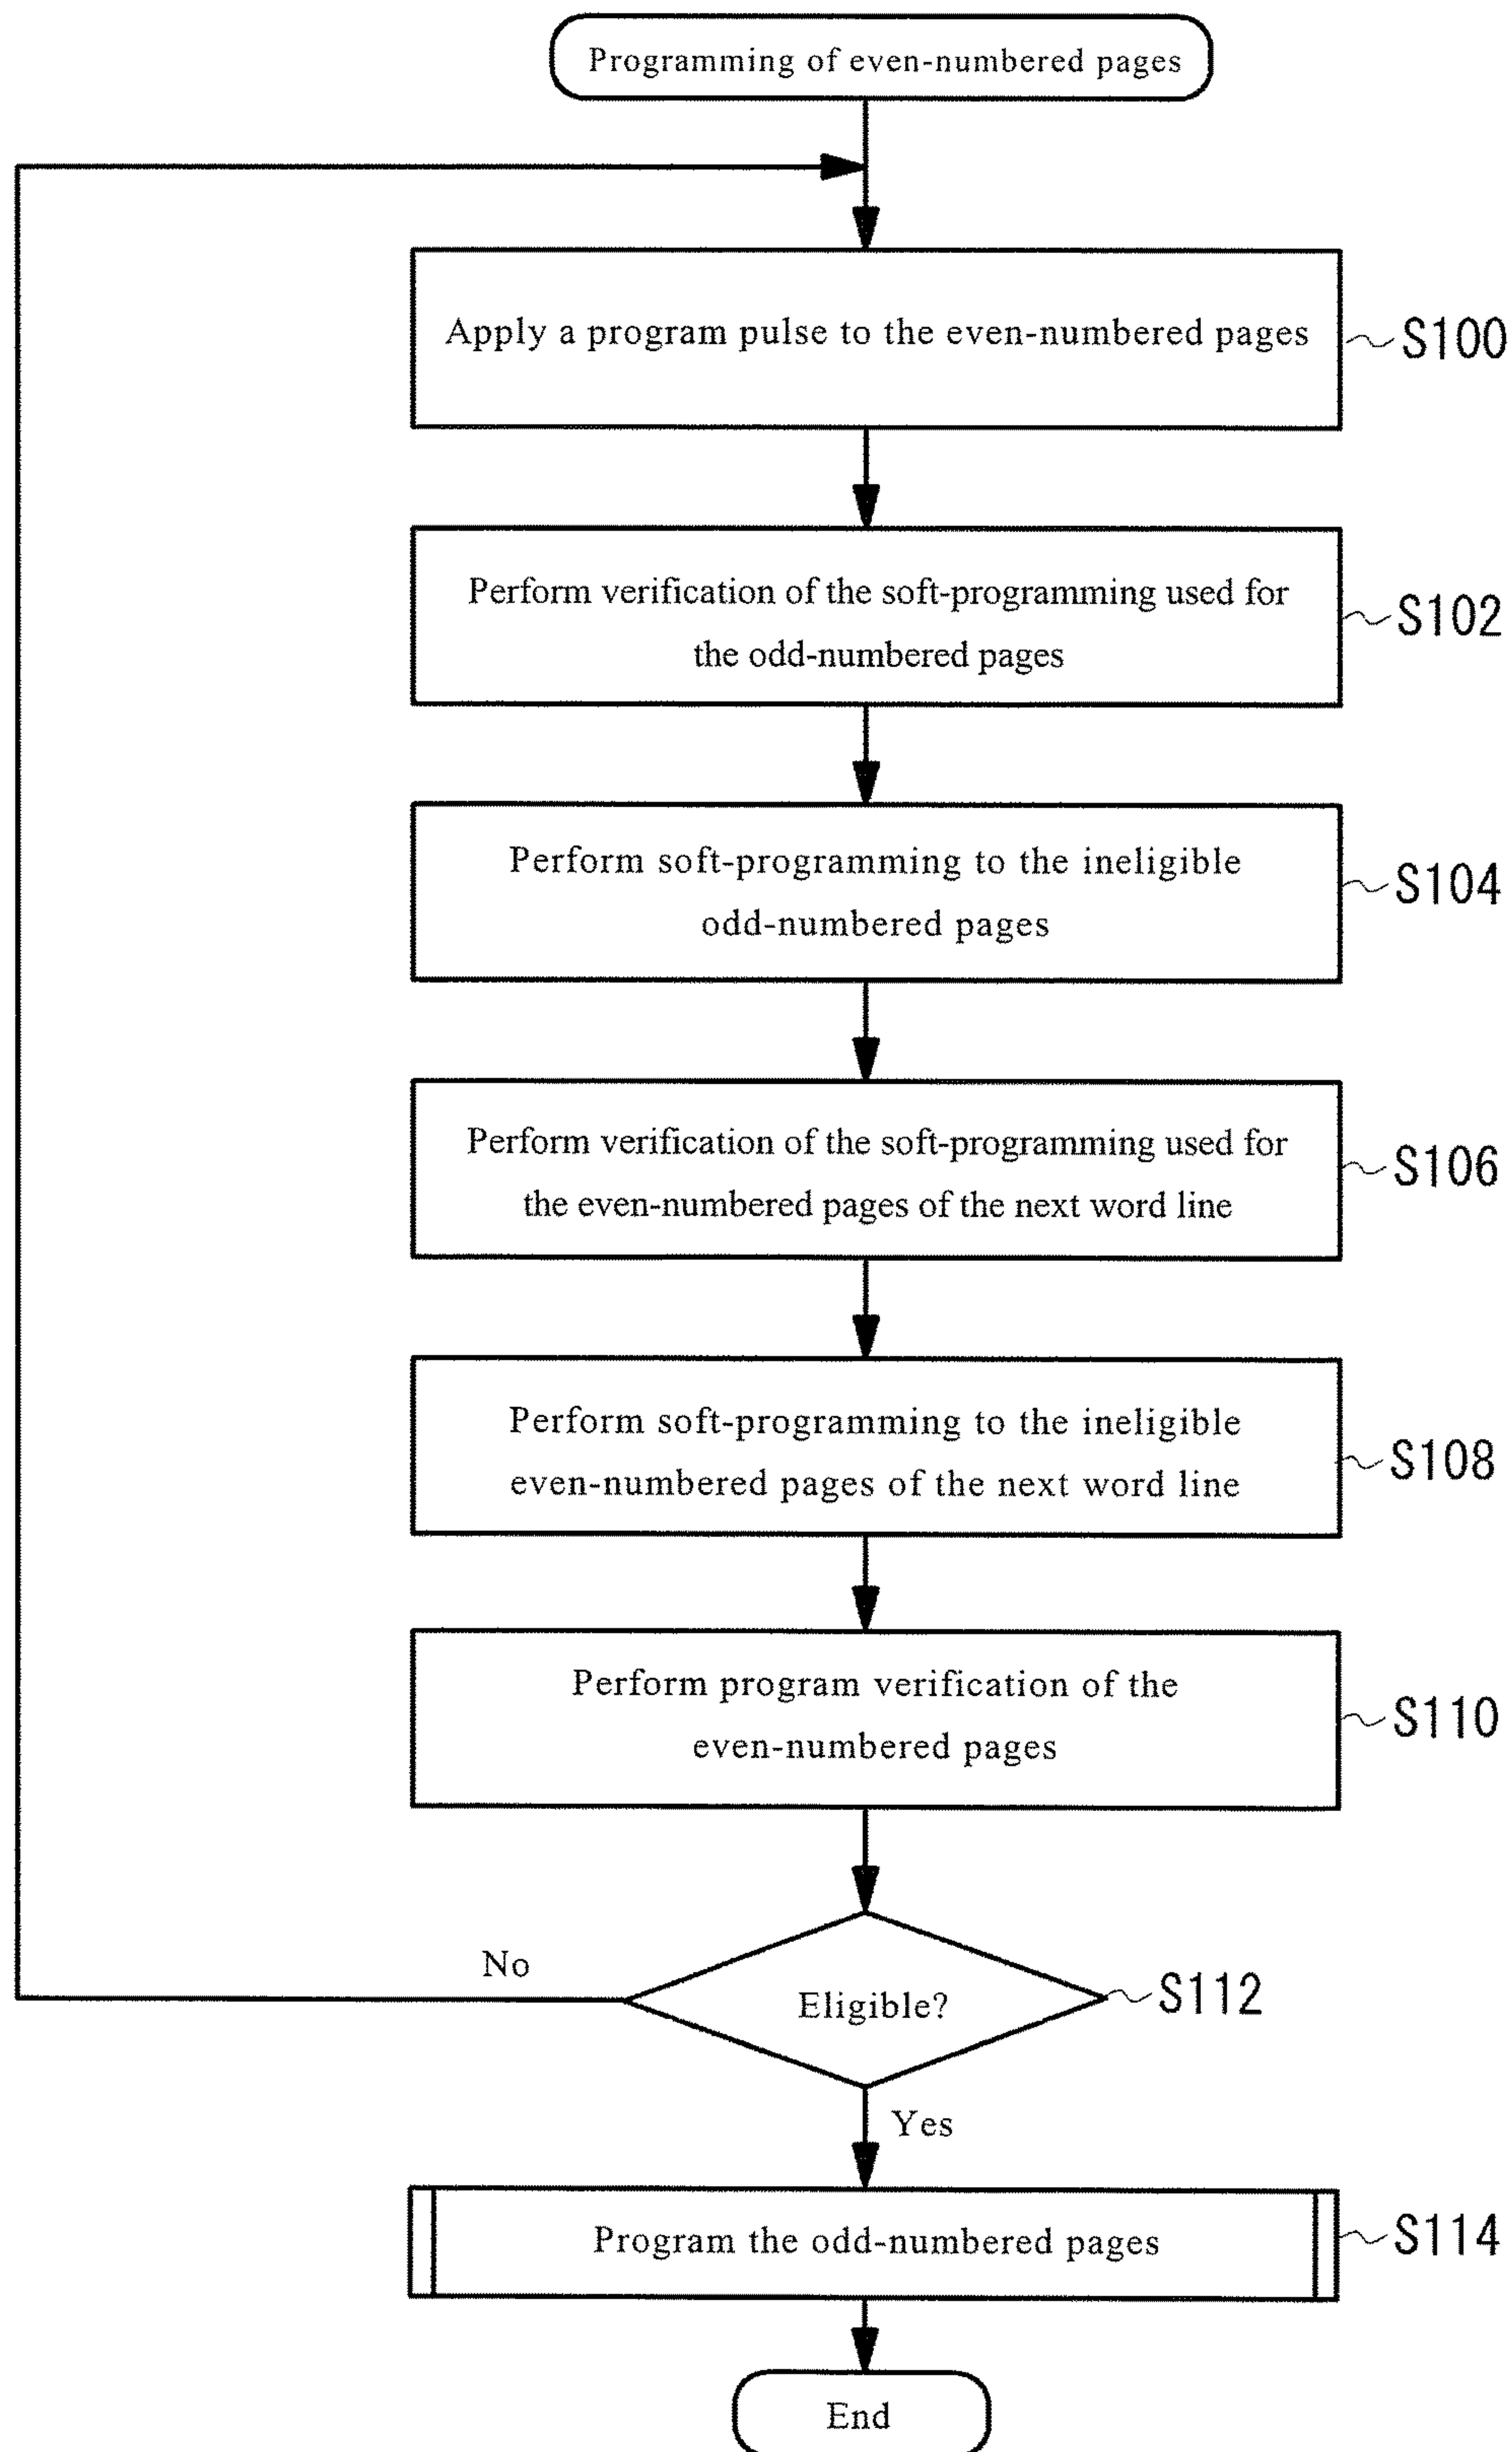 Programming of even-numbered pages
Apply a program pulse to the even-numbered pages
S100
Perform verification of the soft-programming used for
the odd-numbered pages
S102
Perform soft-programming to the ineligible
odd-numbered pages
S104
Perform verification of the soft-programming used for
the even-numbered pages of the next word line
S106
Perform soft-programming to the ineligible
even-numbered pages of the next word line
S108
Perform program verification of the
even-numbered pages
S110
No
Eligible?
S112
Yes
Program the odd-numbered pages
S114
End